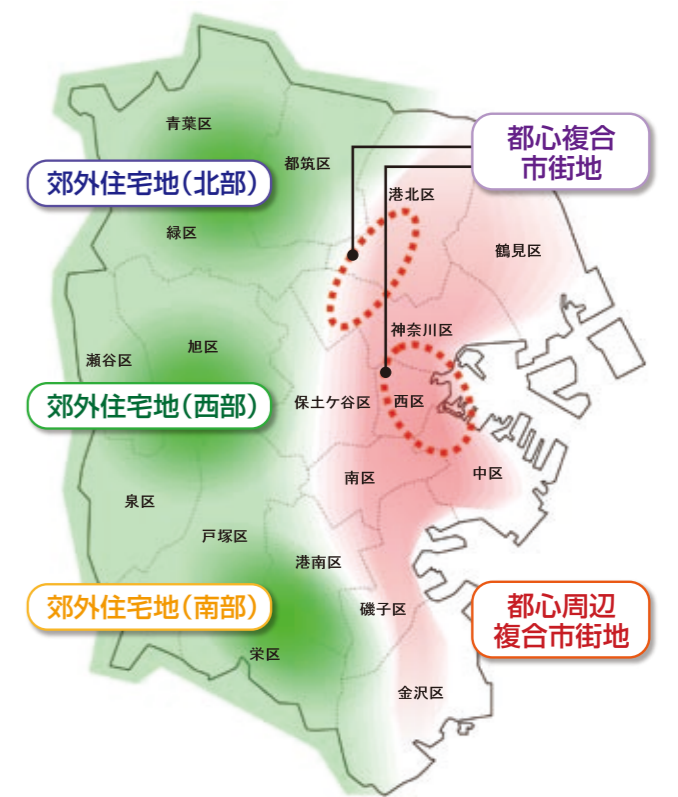 青葉区
都筑区
都心複合
市街地
郊外住宅地(北部)
港北区
緑区
鶴見区
神奈川区
旭区
瀬谷区
郊外住宅地(西部)
保土ケ谷区
西区
南区
中区
泉区
戸塚区
港南区
郊外住宅地(南部)
磯子区
都心周辺
複合市街地
栄区
金沢区